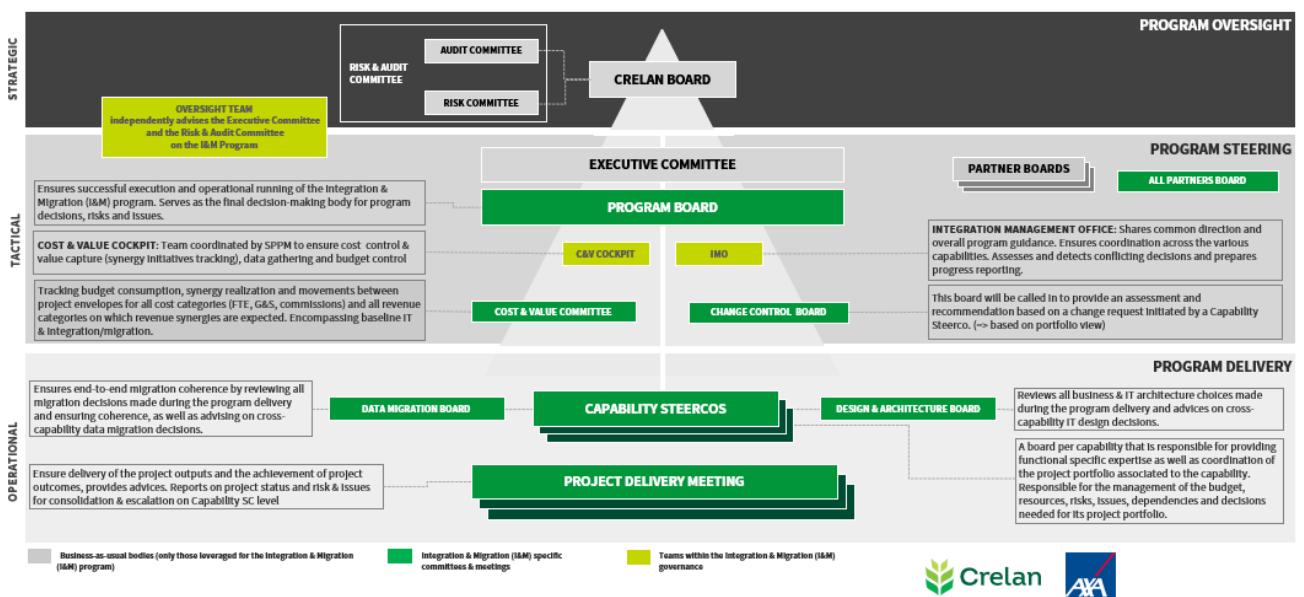 PROGRAM OVERSIGHT
STRATEGIC
RISK & AUDIT
COMMITTEE
AUDIT COMMITTEE
RISK COMMITTEE
CRELAN BOARD
OVERSIGHT TEAM
independently advises the Executive Committee
and the Risk & Audit Committee
on the I&M Program
PROGRAM STEERING
TACTICAL
EXECUTIVE COMMITTEE
PARTNER BOARDS
ALL PARTNERS BOARD
Ensures successful execution and operational running of the Integration &
Migration (I&M) program. Serves as the final decision-making body for program
decisions, risks and issues.
PROGRAM BOARD
COST & VALUE COCKPIT: Team coordinated by SPPM to ensure cost control &
value capture (synergy initiatives tracking), data gathering and budget control
C&V COCKPIT
IMO
INTEGRATION MANAGEMENT OFFICE: Shares common direction and
overall program guidance. Ensures coordination across the various
capabilities. Assesses and detects conflicting decisions and prepares
progress reporting.
Tracking budget consumption, synergy realization and movements between
project envelopes for all cost categories (FTE, G&S, commissions) and all revenue
categories on which revenue synergies are expected. Encompassing baseline IT
& integration/migration.
COST & VALUE COMMITTEE
CHANGE CONTROL BOARD
This board will be called in to provide an assessment and
recommendation based on a change request initiated by a Capability
Steerco. (-> based on portfolio view)
PROGRAM DELIVERY
OPERATIONAL
Ensures end-to-end migration coherence by reviewing all
migration decisions made during the program delivery
and ensuring coherence, as well as advising on cross-
capability data migration decisions.
DATA MIGRATION BOARD
CAPABILITY STEERCOS
DESIGN & ARCHITECTURE BOARD
Reviews all business & IT architecture choices made
during the program delivery and advices on cross-
capability IT design decisions.
Ensure delivery of the project outputs and the achievement of project
outcomes, provides advices. Reports on project status and risk & issues
for consolidation & escalation on Capability SC level
PROJECT DELIVERY MEETING
A board per capability that is responsible for providing
functional specific expertise as well as coordination of
the project portfolio associated to the capability.
Responsible for the management of the budget,
resources, risks, issues, dependencies and decisions
needed for its project portfolio.
Business-as-usual bodies (only those leveraged for the Integration & Migration
(I&M) program)
Integration & Migration (I&M) specific
committees & meetings
Teams within the Integration & Migration (I&M)
governance
Crelan
AXA